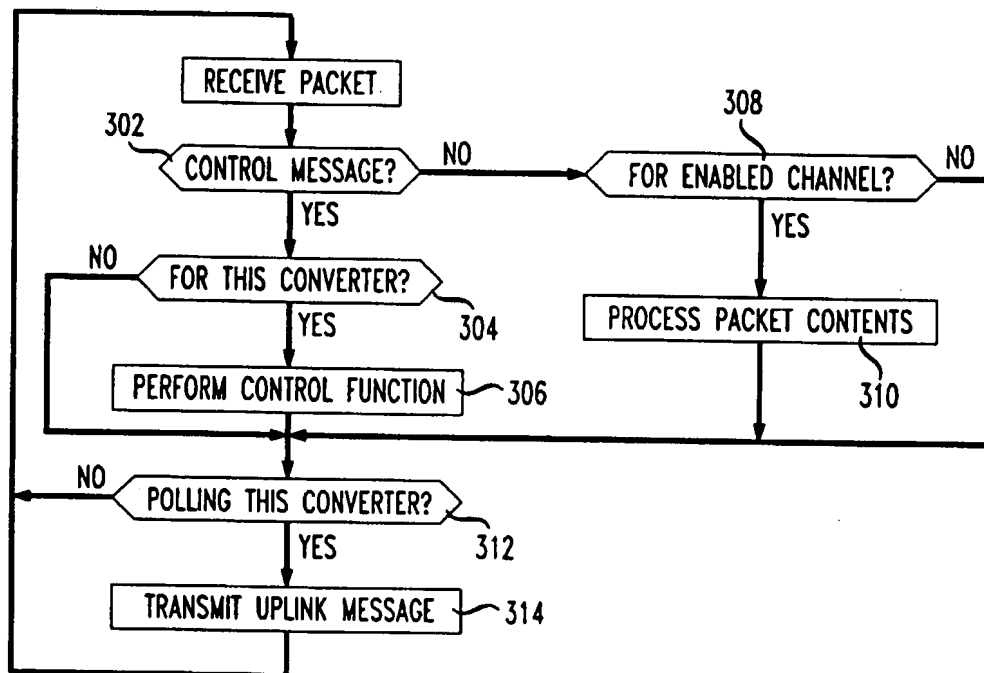 RECEIVE PACKET
302
CONTROL MESSAGE?
NO
308
FOR ENABLED CHANNEL?
NO
YES
YES
NO
FOR THIS CONVERTER?
304
YES
PROCESS PACKET CONTENTS
310
PERFORM CONTROL FUNCTION
306
NO
POLLING THIS CONVERTER?
312
YES
TRANSMIT UPLINK MESSAGE
314